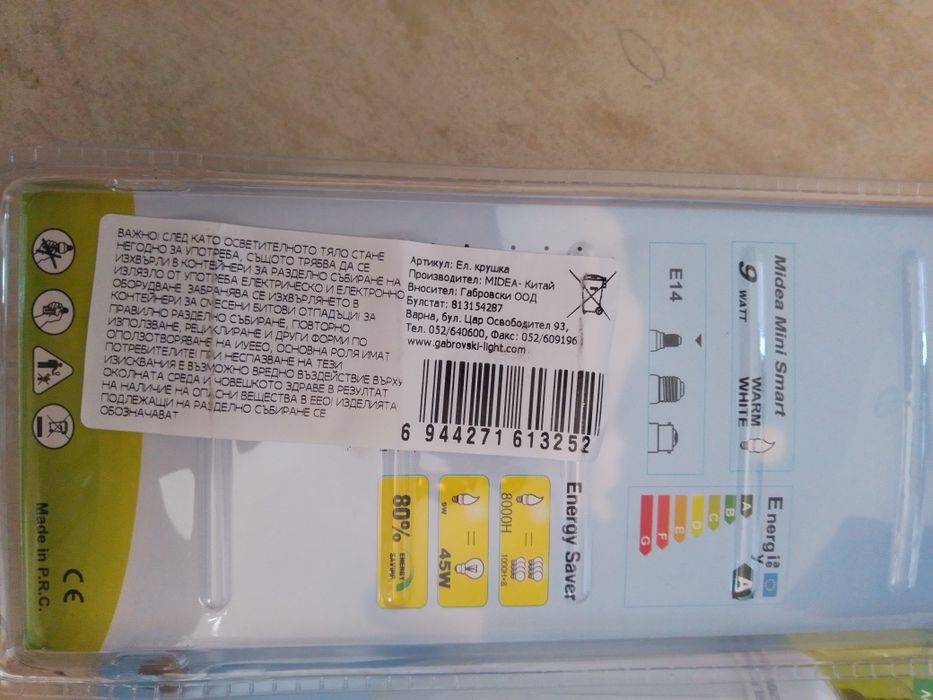 ВАЖНО! СЛЕД КАТО ОСВЕТИТЕЛНОТО ТЯЛО СТАНЕ
НЕГОДНО ЗА УПОТРЕБА, СЪЩОТО ТРЯБВА ДА СЕ
ИЗХВЪРЛИ В КОНТЕЙНЕРИ ЗА РАЗДЕЛНО СЪБИРАНЕ НА
ИЗЛЯЗЛО ОТ УПОТРЕБА ЕЛЕКТРИЧЕСКО И ЕЛЕКТРОННО
ОБОРУДВАНЕ. ЗАБРАНЯВА СЕ ИЗХВЪРЛЯНЕТО В
КОНТЕЙНЕРИ ЗА СМЕСЕНИ БИТОВИ ОТПАДЪЦИ! ЗА
ПРАВИЛНО РАЗДЕЛНО СЪБИРАНЕ, ПОВТОРНО
ИЗПОЛЗВАНЕ, РЕЦИКЛИРАНЕ И ДРУГИ ФОРМИ ПО
ОПОЛЗОТВОРЯВАНЕ НА ИУЕЕО, ОСНОВНА РОЛЯ ИМАТ
ПОТРЕБИТЕЛИТЕ! ПРИ НЕСПАЗВАНЕ НА ТЕЗИ
ИЗИСКВАНИЯ Е ВЪЗМОЖНО ВРЕДНО ВЪЗДЕЙСТВИЕ ВЪРХУ
ОКОЛНАТА СРЕДА И ЧОВЕШКОТО ЗДРАВЕ В РЕЗУЛТАТ
НА НАЛИЧИЕ НА ОПАСНИ ВЕЩЕСТВА В ЕЕО! ИЗДЕЛИЯТА
ПОДЛЕЖАЩИ НА РАЗДЕЛНО СЪБИРАНЕ СЕ
ОБОЗНАЧАВАТ
Артикул: Ел. крушка
Производител: MIDEA- Китай
Вносител: Габровски ООД
Булстат: 813154287
Варна, бул. Цар Освободител 93,
Тел. 052/640600, Факс: 052/609196
www.gabrovski-light.com
6 944271 613252
Midea Mini Smart
9 WATT
WARM
WHITE
E14
Energia
y
A
A
B
C
D
E
F
G
Energy Saver
8000H
=
1000H×8
9W
=
45W
80%
ENERGY
SAVING
CE
Made in P.R.C.